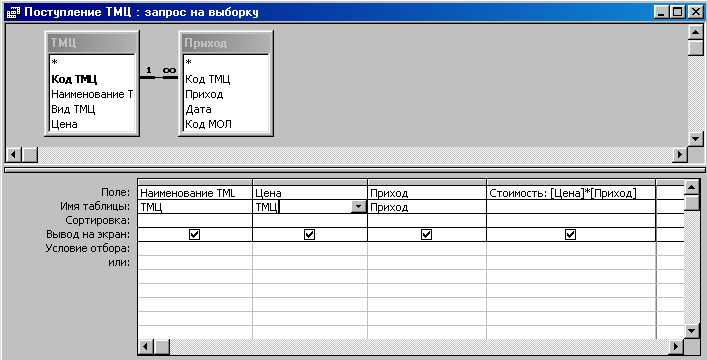 Поступление ТМЦ : запрос на выборку
ТМЦ
*
Код ТМЦ
Наименование Т
Вид ТМЦ
Цена
1 ∞
Приход
*
Код ТМЦ
Приход
Дата
Код МОЛ
Поле: Наименование ТМL Цена Приход Стоимость: [Цена]*[Приход]
Имя таблицы: ТМЦ ТМЦ Приход
Сортировка:
Вывод на экран:
Условие отбора:
или: